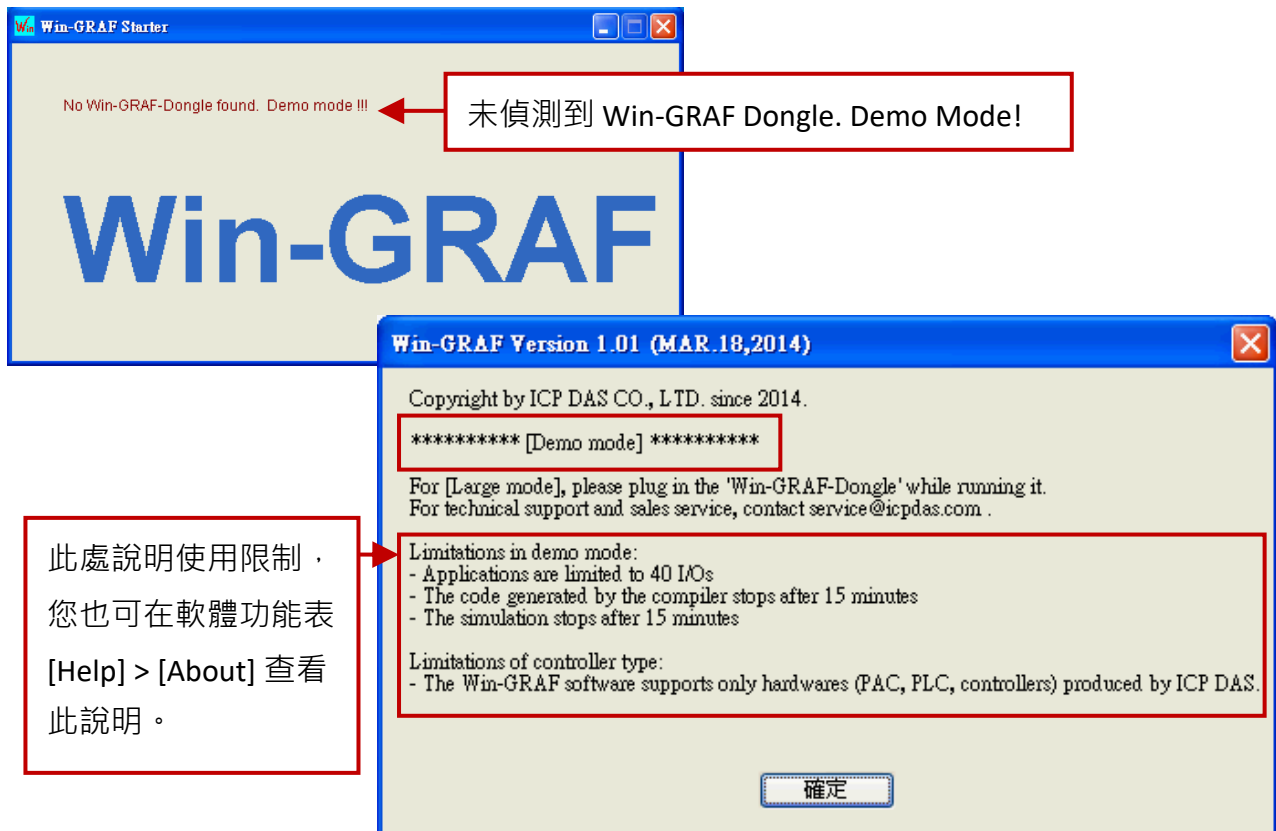 Win Win-GRAF Starter
No Win-GRAF-Dongle found. Demo mode !!!
未偵測到 Win-GRAF Dongle. Demo Mode!
Win-GRAF
Win-GRAF Version 1.01 (MAR.18,2014)
Copyright by ICP DAS CO., LTD. since 2014.
********** [Demo mode] **********
For [Large mode], please plug in the 'Win-GRAF-Dongle' while running it.
For technical support and sales service, contact service@icpdas.com .
此處說明使用限制，
您也可在軟體功能表
[Help] > [About] 查看
此說明。
Limitations in demo mode:
- Applications are limited to 40 I/Os
- The code generated by the compiler stops after 15 minutes
- The simulation stops after 15 minutes
Limitations of controller type:
- The Win-GRAF software supports only hardwares (PAC, PLC, controllers) produced by ICP DAS.
確定